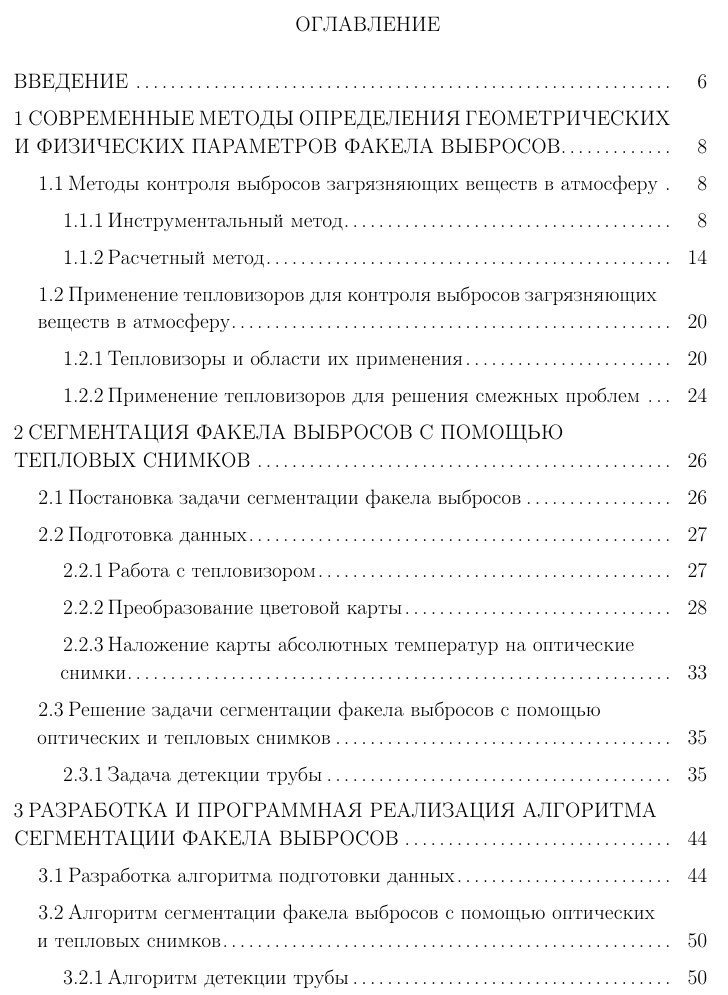 ОГЛАВЛЕНИЕ
ВВЕДЕНИЕ . . . . . . . . . . . . . . . . . . . . . . . . . . . . . . . . . . . . . . . . . . . . . . . . . . . . . . . . . . . . . . 6
1 СОВРЕМЕННЫЕ МЕТОДЫ ОПРЕДЕЛЕНИЯ ГЕОМЕТРИЧЕСКИХ
И ФИЗИЧЕСКИХ ПАРАМЕТРОВ ФАКЕЛА ВЫБРОСОВ. . . . . . . . . . . . . 8
1.1 Методы контроля выбросов загрязняющих веществ в атмосферу . 8
1.1.1 Инструментальный метод. . . . . . . . . . . . . . . . . . . . . . . . . . . . . . . . . . . . . . 8
1.1.2 Расчетный метод. . . . . . . . . . . . . . . . . . . . . . . . . . . . . . . . . . . . . . . . . . . . . . . 14
1.2 Применение тепловизоров для контроля выбросов загрязняющих
веществ в атмосферу. . . . . . . . . . . . . . . . . . . . . . . . . . . . . . . . . . . . . . . . . . . . . . . . . . . 20
1.2.1 Тепловизоры и области их применения. . . . . . . . . . . . . . . . . . . . . . . . 20
1.2.2 Применение тепловизоров для решения смежных проблем . . . 24
2 СЕГМЕНТАЦИЯ ФАКЕЛА ВЫБРОСОВ С ПОМОЩЬЮ
ТЕПЛОВЫХ СНИМКОВ . . . . . . . . . . . . . . . . . . . . . . . . . . . . . . . . . . . . . . . . . . . . . . . . 26
2.1 Постановка задачи сегментации факела выбросов . . . . . . . . . . . . . . . . . 26
2.2 Подготовка данных. . . . . . . . . . . . . . . . . . . . . . . . . . . . . . . . . . . . . . . . . . . . . . . . . 27
2.2.1 Работа с тепловизором. . . . . . . . . . . . . . . . . . . . . . . . . . . . . . . . . . . . . . . . . 27
2.2.2 Преобразование цветовой карты. . . . . . . . . . . . . . . . . . . . . . . . . . . . . . . 28
2.2.3 Наложение карты абсолютных температур на оптические
снимки. . . . . . . . . . . . . . . . . . . . . . . . . . . . . . . . . . . . . . . . . . . . . . . . . . . . . . . . . . . . . . . 33
2.3 Решение задачи сегментации факела выбросов с помощью
оптических и тепловых снимков . . . . . . . . . . . . . . . . . . . . . . . . . . . . . . . . . . . . . . . 35
2.3.1 Задача детекции трубы . . . . . . . . . . . . . . . . . . . . . . . . . . . . . . . . . . . . . . . . 35
3 РАЗРАБОТКА И ПРОГРАММНАЯ РЕАЛИЗАЦИЯ АЛГОРИТМА
СЕГМЕНТАЦИИ ФАКЕЛА ВЫБРОСОВ . . . . . . . . . . . . . . . . . . . . . . . . . . . . . . . 44
3.1 Разработка алгоритма подготовки данных. . . . . . . . . . . . . . . . . . . . . . . . . 44
3.2 Алгоритм сегментации факела выбросов с помощью оптических
и тепловых снимков. . . . . . . . . . . . . . . . . . . . . . . . . . . . . . . . . . . . . . . . . . . . . . . . . . . . 50
3.2.1 Алгоритм детекции трубы . . . . . . . . . . . . . . . . . . . . . . . . . . . . . . . . . . . . . 50